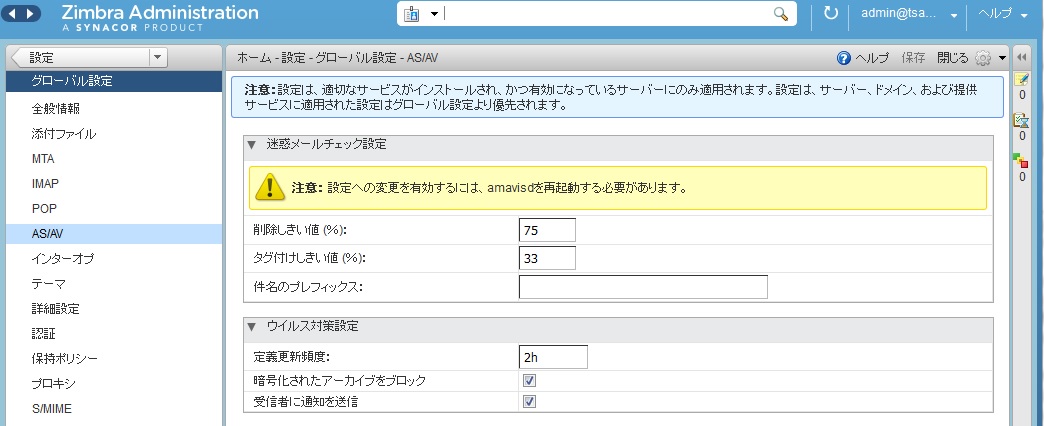 Zimbra Administration
A SYNACOR PRODUCT
admin@tsa...
ヘルプ
設定
ホーム - 設定 - グローバル設定 - AS/AV
ヘルプ 保存 閉じる
グローバル設定
全般情報
添付ファイル
MTA
IMAP
POP
AS/AV
インターオプ
テーマ
詳細設定
認証
保持ポリシー
プロキシ
S/MIME
注意: 設定は、適切なサービスがインストールされ、かつ有効になっているサーバーにのみ適用されます。設定は、サーバー、ドメイン、および提供
サービスに適用された設定はグローバル設定より優先されます。
迷惑メールチェック設定
注意: 設定への変更を有効するには、amavisdを再起動する必要があります。
削除しきい値 (%): 75
タグ付けしきい値 (%): 33
件名のプレフィックス:
ウイルス対策設定
定義更新頻度: 2h
暗号化されたアーカイブをブロック
受信者に通知を送信
0
0
0